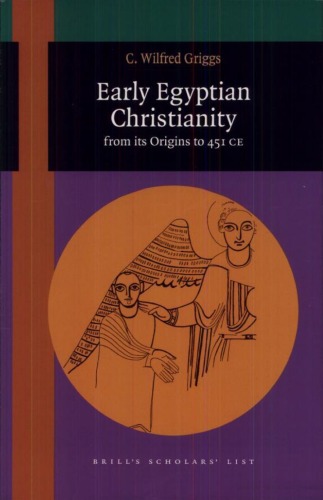 C. Wilfred Griggs
Early Egyptian
Christianity
from its Origins to 451 CE
BRILL'S SCHOLARS' LIST